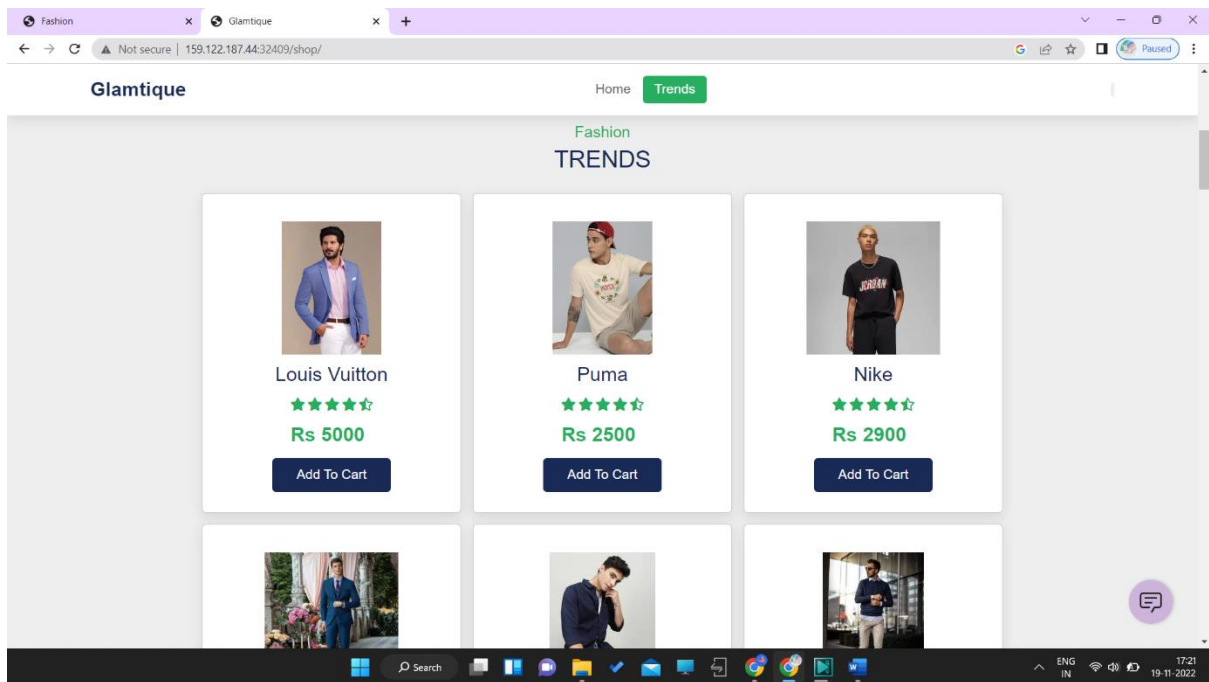 Fashion
Glamtique
Not secure
159.122.187.44:32409/shop/
Paused
Glamtique
Home
Trends
Fashion
TRENDS
JORDAN
Louis Vuitton
Puma
Nike
Rs 5000
Rs 2500
Rs 2900
Add To Cart
Add To Cart
Add To Cart
Search
ENG
IN
17:21
19-11-2022